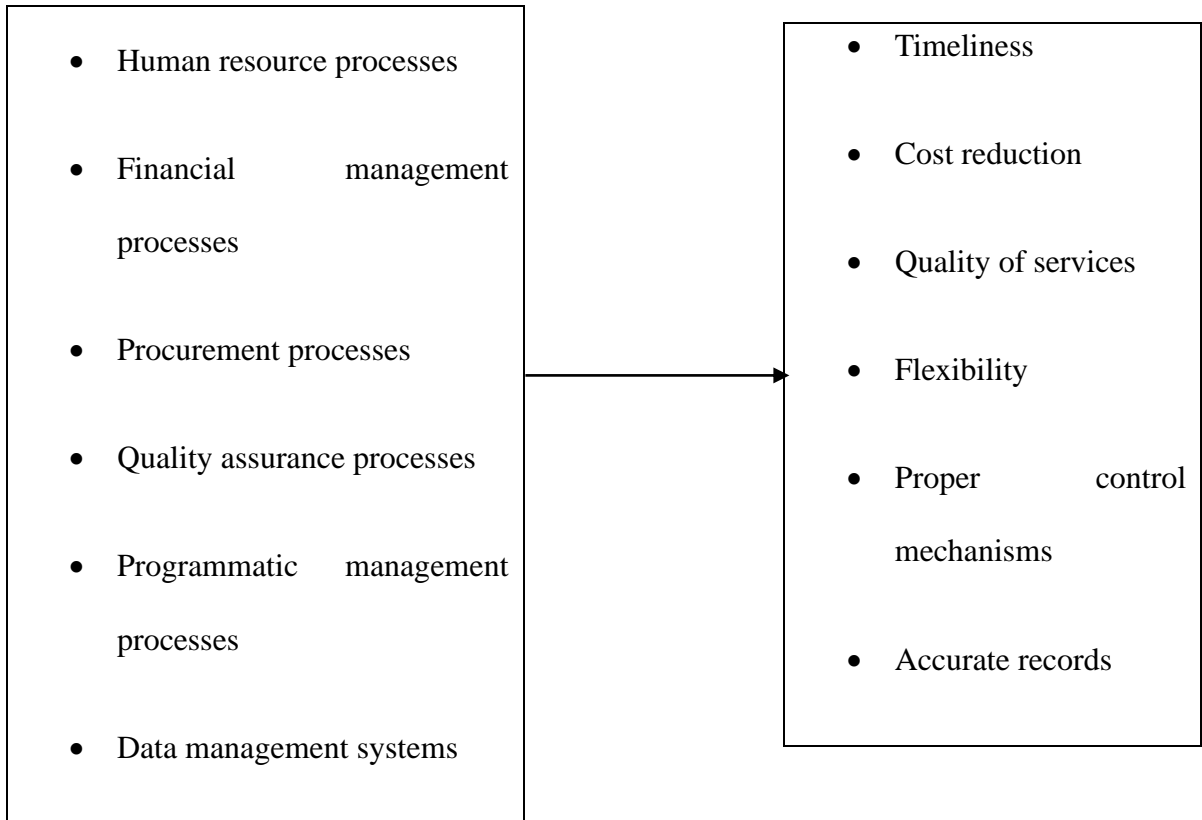 • Human resource processes
• Financial management
processes
• Procurement processes
• Quality assurance processes
• Programmatic management
processes
• Data management systems
• Timeliness
• Cost reduction
• Quality of services
• Flexibility
• Proper control
mechanisms
• Accurate records